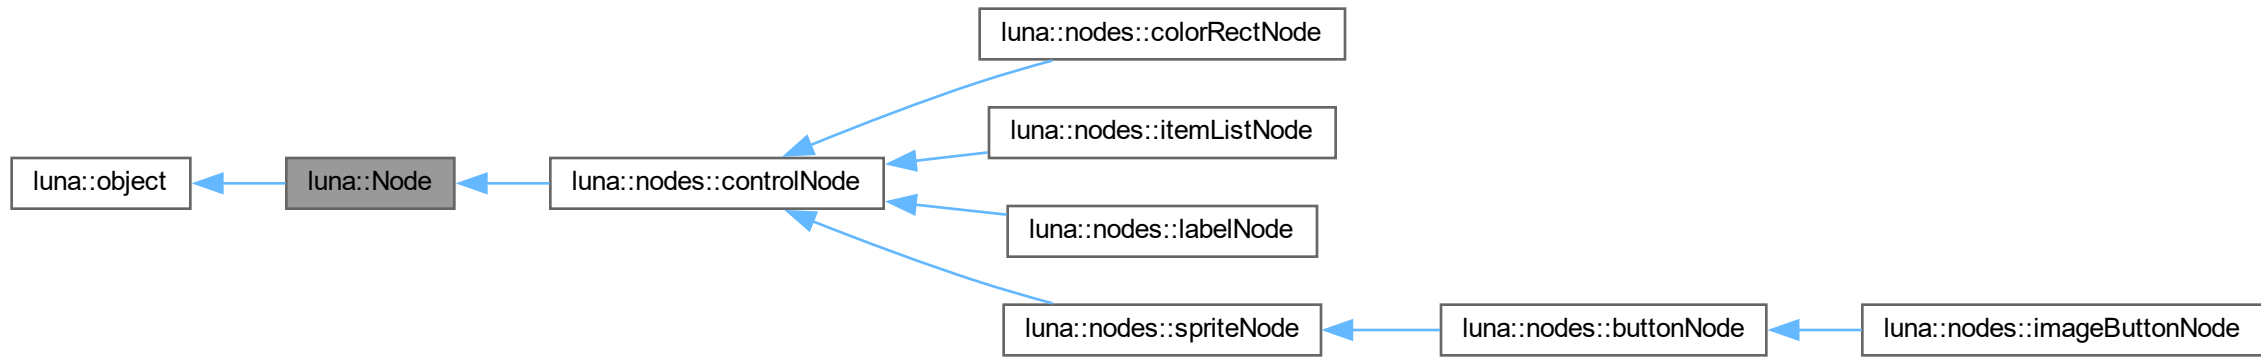 luna::object
luna::Node
luna::nodes::controlNode
luna::nodes::colorRectNode
luna::nodes::itemListNode
luna::nodes::labelNode
luna::nodes::spriteNode
luna::nodes::buttonNode
luna::nodes::imageButtonNode